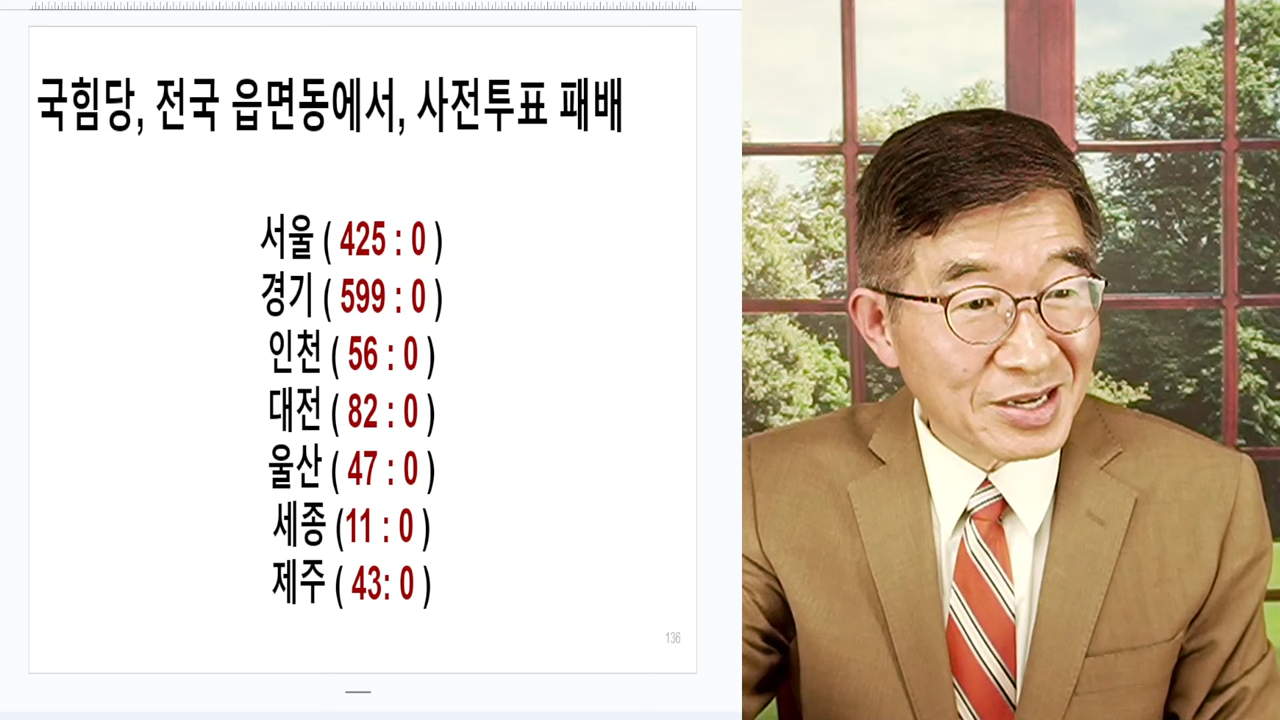 국힘당, 전국 읍면동에서, 사전투표 패배
서울 ( 425 : 0 )
경기 ( 599 : 0 )
인천 ( 56 : 0 )
대전 ( 82 : 0 )
울산 ( 47 : 0 )
세종 (11 : 0 )
제주 ( 43: 0 )
136